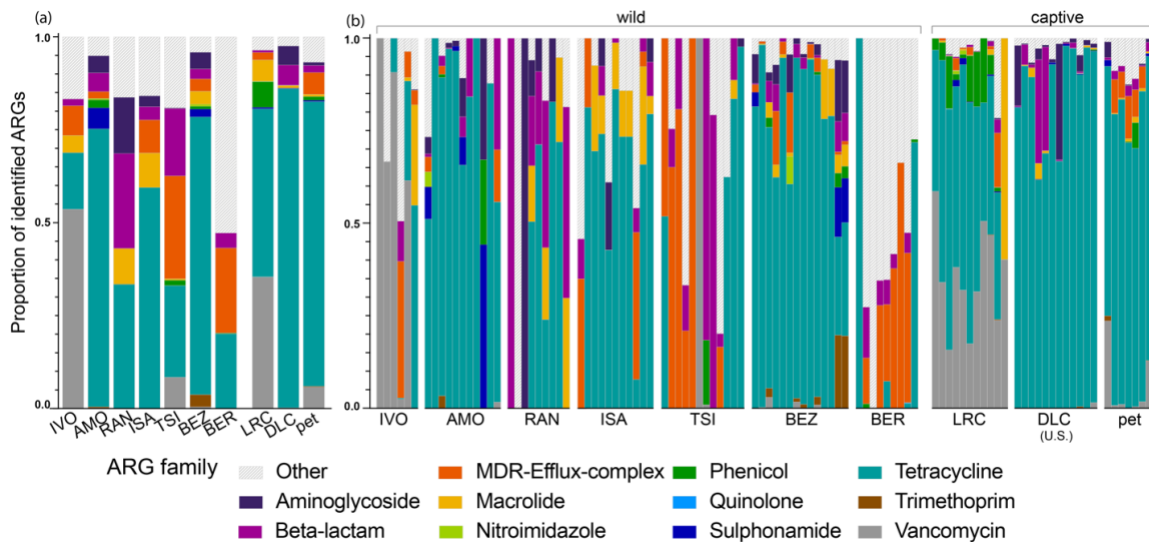 (a)
(b)
wild
captive
Proportion of identified ARGs
1.0
0.5
0.0
IVO
AMO
RAN
ISA
TSI
BEZ
BER
LRC
DLC
pet
1.0
0.5
0.0
IVO
AMO
RAN
ISA
TSI
BEZ
BER
LRC
DLC
(U.S.)
pet
ARG family
Other
MDR-Efflux-complex
Phenicol
Tetracycline
Aminoglycoside
Macrolide
Quinolone
Trimethoprim
Beta-lactam
Nitroimidazole
Sulphonamide
Vancomycin